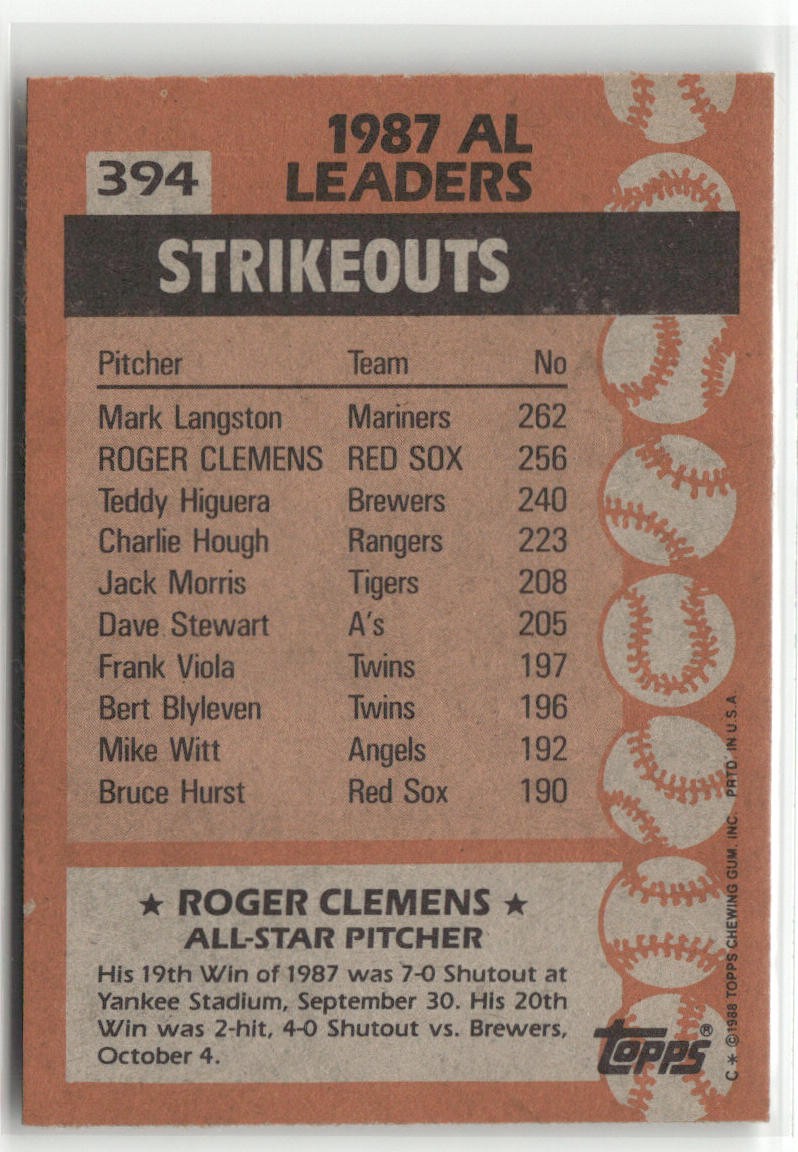 394
1987 AL
LEADERS
STRIKEOUTS
Pitcher Team No
Mark Langston Mariners 262
ROGER CLEMENS RED SOX 256
Teddy Higuera Brewers 240
Charlie Hough Rangers 223
Jack Morris Tigers 208
Dave Stewart A's 205
Frank Viola Twins 197
Bert Blyleven Twins 196
Mike Witt Angels 192
Bruce Hurst Red Sox 190
★ ROGER CLEMENS ★
ALL-STAR PITCHER
His 19th Win of 1987 was 7-0 Shutout at
Yankee Stadium, September 30. His 20th
Win was 2-hit, 4-0 Shutout vs. Brewers,
October 4.
topps®
C * ©1988 TOPPS CHEWING GUM, INC. PRTD. IN U.S.A.